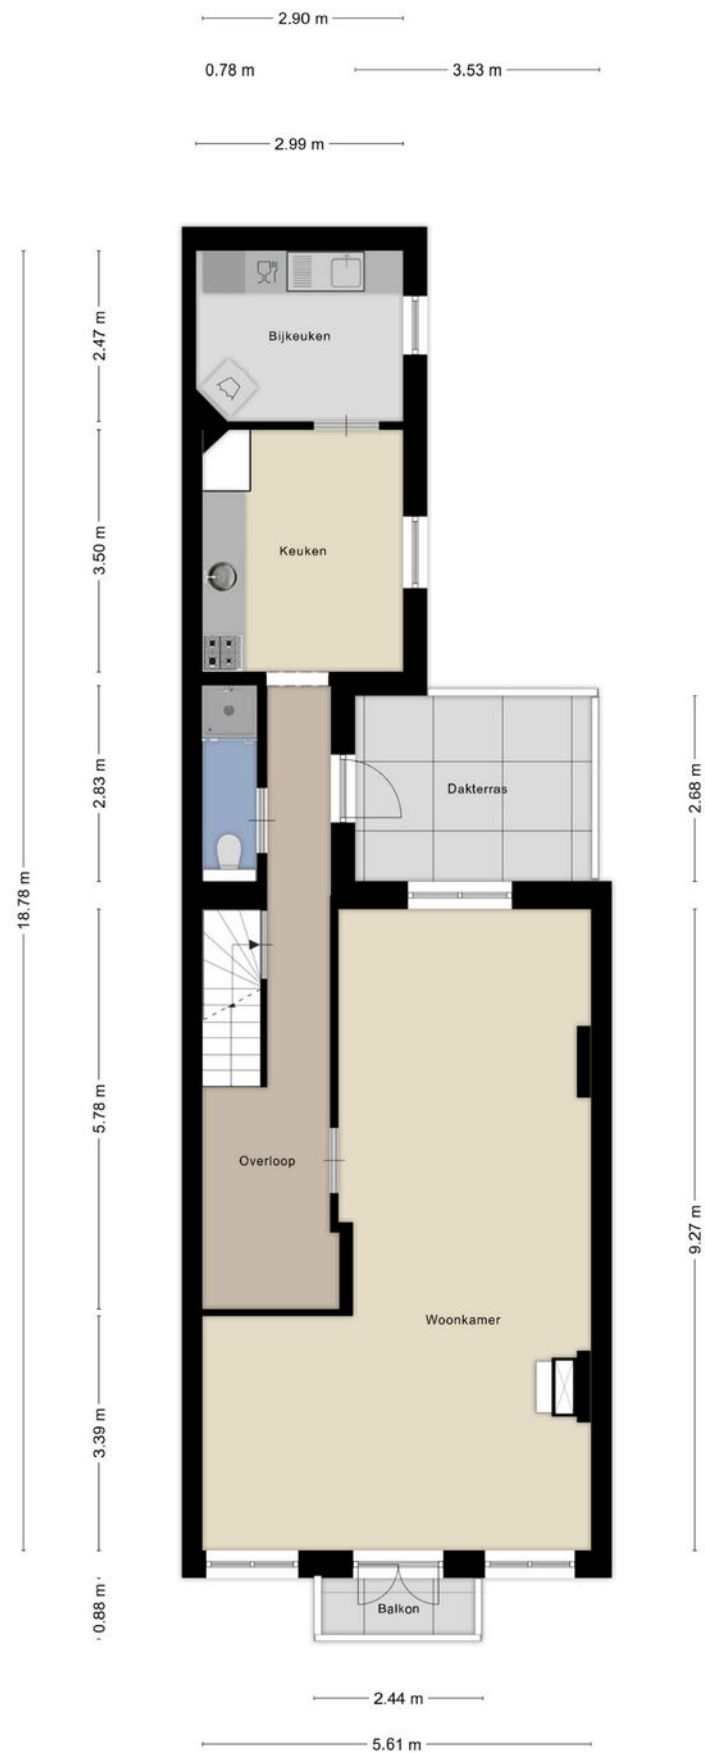 2.90 m
0.78 m
3.53 m
2.99 m
2.47 m
Bijkeuken
3.50 m
Keuken
2.83 m
Dakterras
2.68 m
18.78 m
5.78 m
Overloop
9.27 m
Woonkamer
3.39 m
0.88 m
Balkon
2.44 m
5.61 m